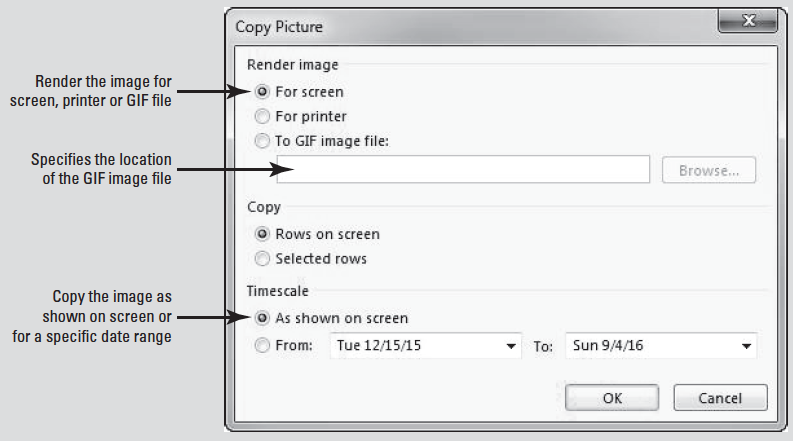 Copy Picture
Render image
Render the image for
screen, printer or GIF file
For screen
For printer
To GIF image file:
Specifies the location
of the GIF image file
Browse...
Copy
Rows on screen
Selected rows
Timescale
Copy the image as
shown on screen or
for a specific date range
As shown on screen
From: Tue 12/15/15 To: Sun 9/4/16
OK Cancel